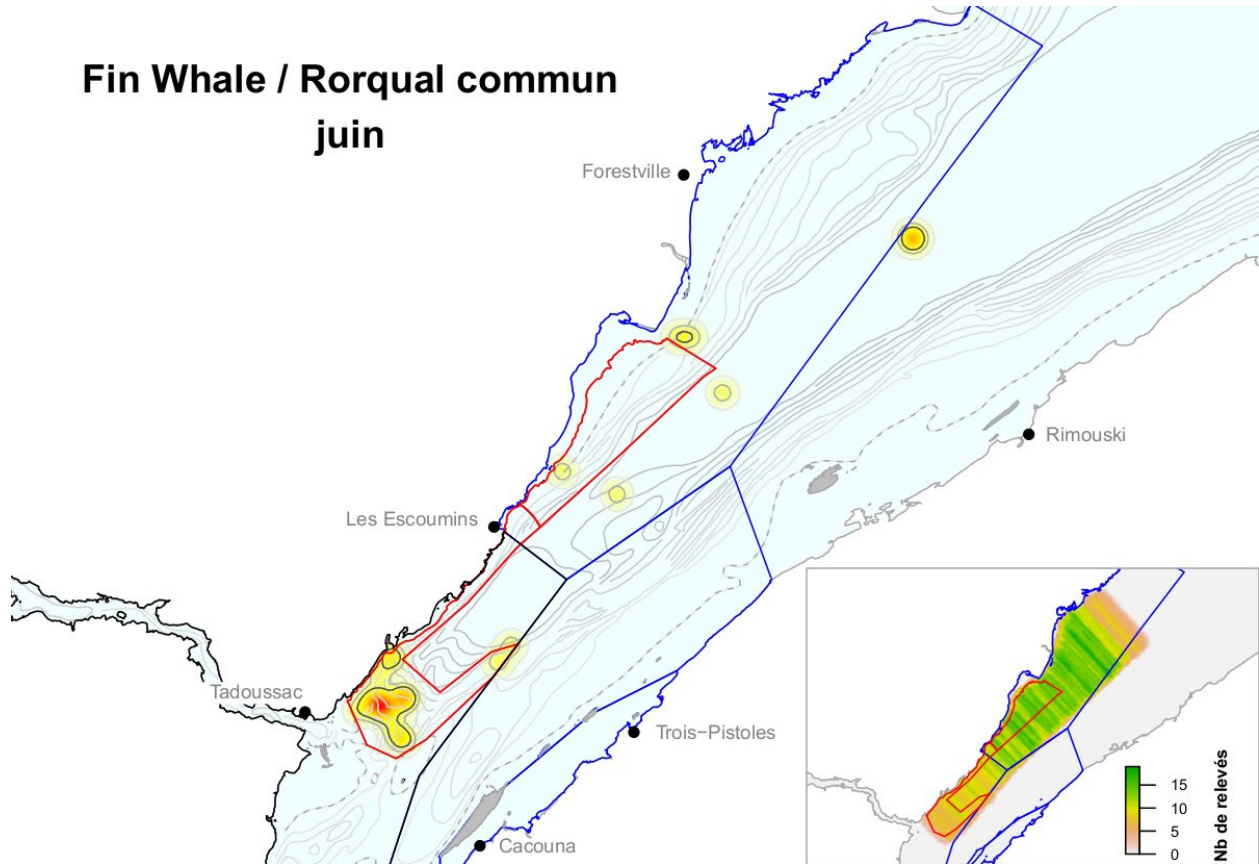 Fin Whale / Rorqual commun
juin
Forestville
Rimouski
Les Escoumins
Tadoussac
Trois−Pistoles
Cacouna
15
10
5
0
Nb de relevés